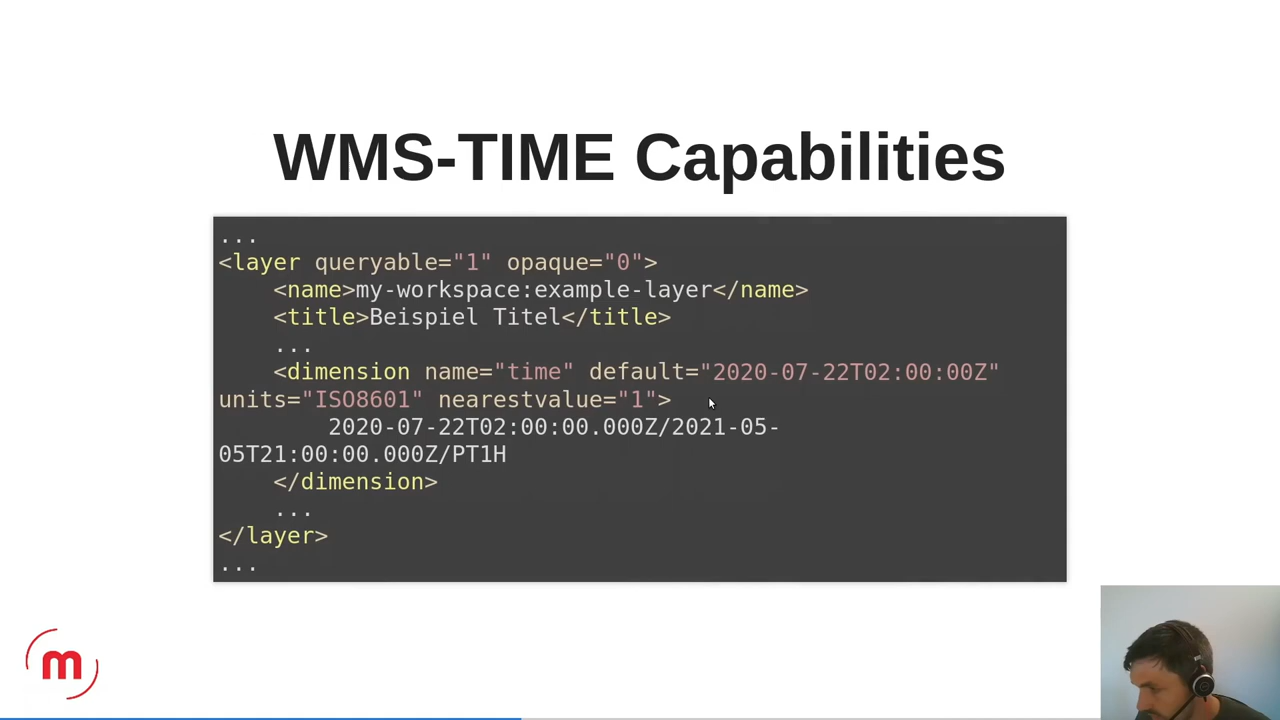 WMS-TIME Capabilities
...
<layer queryable="1" opaque="0">
<name>my-workspace:example-layer</name>
<title>Beispiel Titel</title>
...
<dimension name="time" default="2020-07-22T02:00:00Z"
units="ISO8601" nearestvalue="1">
2020-07-22T02:00:00.000Z/2021-05-
05T21:00:00.000Z/PT1H
</dimension>
...
</layer>
...
m